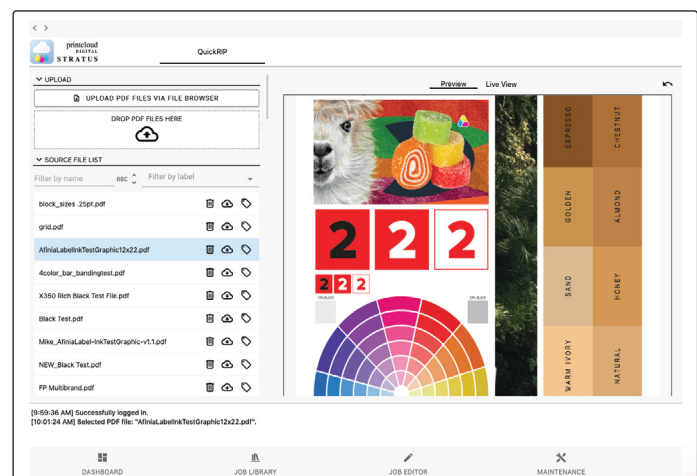 printcloud
DIGITAL
STRATUS
QuickRIP
UPLOAD
UPLOAD PDF FILES VIA FILE BROWSER
DROP PDF FILES HERE
SOURCE FILE LIST
Filter by name
ABC
Filter by label
block_sizes .25pt.pdf
grid.pdf
AfiniaLabelInkTestGraphic12x22.pdf
4color_bar_bandingtest.pdf
X350 Rich Black Test File.pdf
Black Test.pdf
Mike_AfiniaLabel-InkTestGraphic-v1.1.pdf
NEW_Black Test.pdf
FP Multibrand.pdf
Preview Live View
2 2 2
2 2 2
ESPRESSO
CHESTNUT
GOLDEN
ALMOND
SAND
HONEY
WARM IVORY
NATURAL
[9:59:36 AM] Successfully logged in.
[10:01:24 AM] Selected PDF file: "AfiniaLabelInkTestGraphic12x22.pdf".
DASHBOARD JOB LIBRARY JOB EDITOR MAINTENANCE